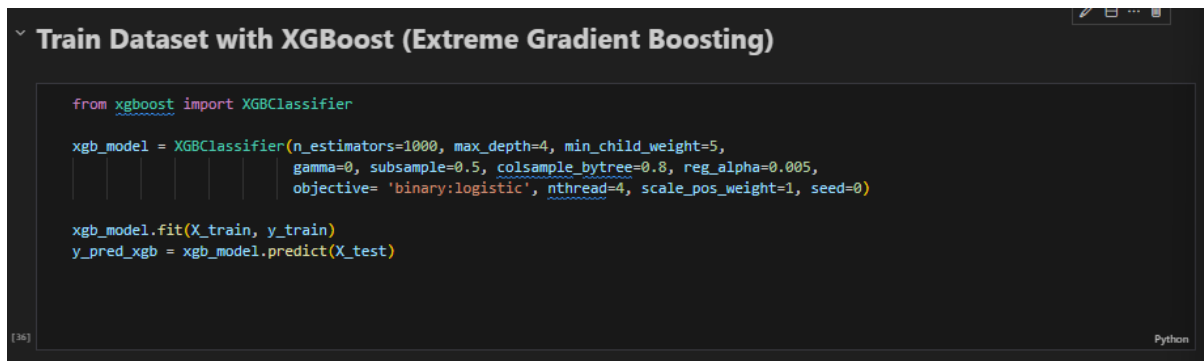 Train Dataset with XGBoost (Extreme Gradient Boosting)
from xgboost import XGBClassifier
xgb_model = XGBClassifier(n_estimators=1000, max_depth=4, min_child_weight=5,
gamma=0, subsample=0.5, colsample_bytree=0.8, reg_alpha=0.005,
objective= 'binary:logistic', nthread=4, scale_pos_weight=1, seed=0)
xgb_model.fit(X_train, y_train)
y_pred_xgb = xgb_model.predict(X_test)
[36]
Python